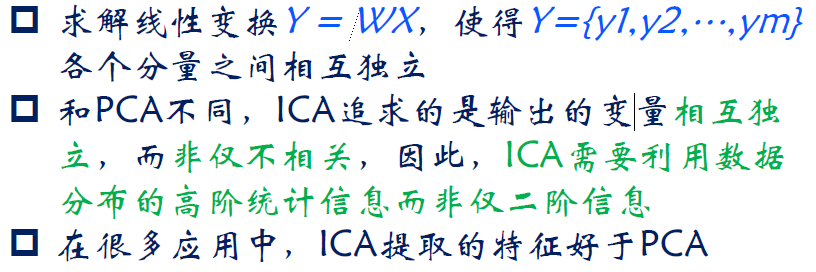 求解线性变换Y = WX，使得Y={y1,y2,…,ym}
各个分量之间相互独立
和PCA不同，ICA追求的是输出的变量相互独
立，而非仅不相关，因此，ICA需要利用数据
分布的高阶统计信息而非仅二阶信息
在很多应用中，ICA提取的特征好于PCA